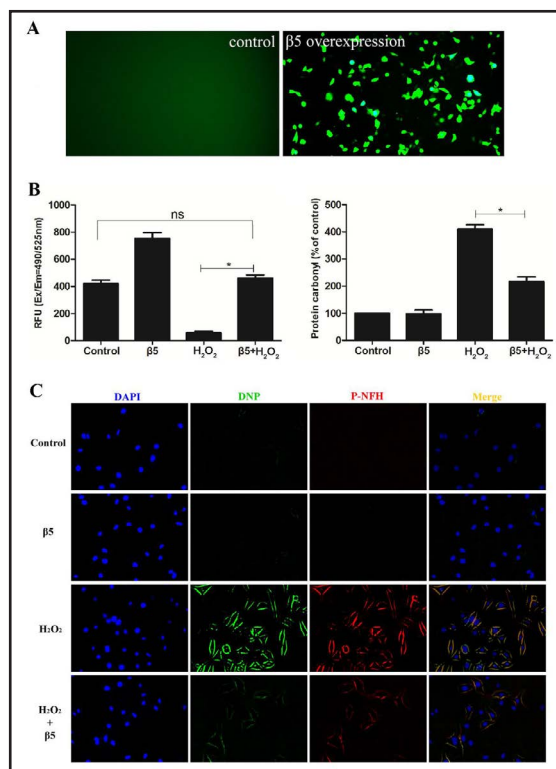 A
control
β5 overexpression
B
ns
*
RFU (Ex/Em=490/525nm)
1000
800
600
400
200
0
Control
β5
H₂O₂
β5+H₂O₂
*
Protein carbonyl (% of control)
500
400
300
200
100
0
Control
β5
H₂O₂
β5+H₂O₂
C
DAPI
DNP
P-NFH
Merge
Control
β5
H₂O₂
H₂O₂
+
β5